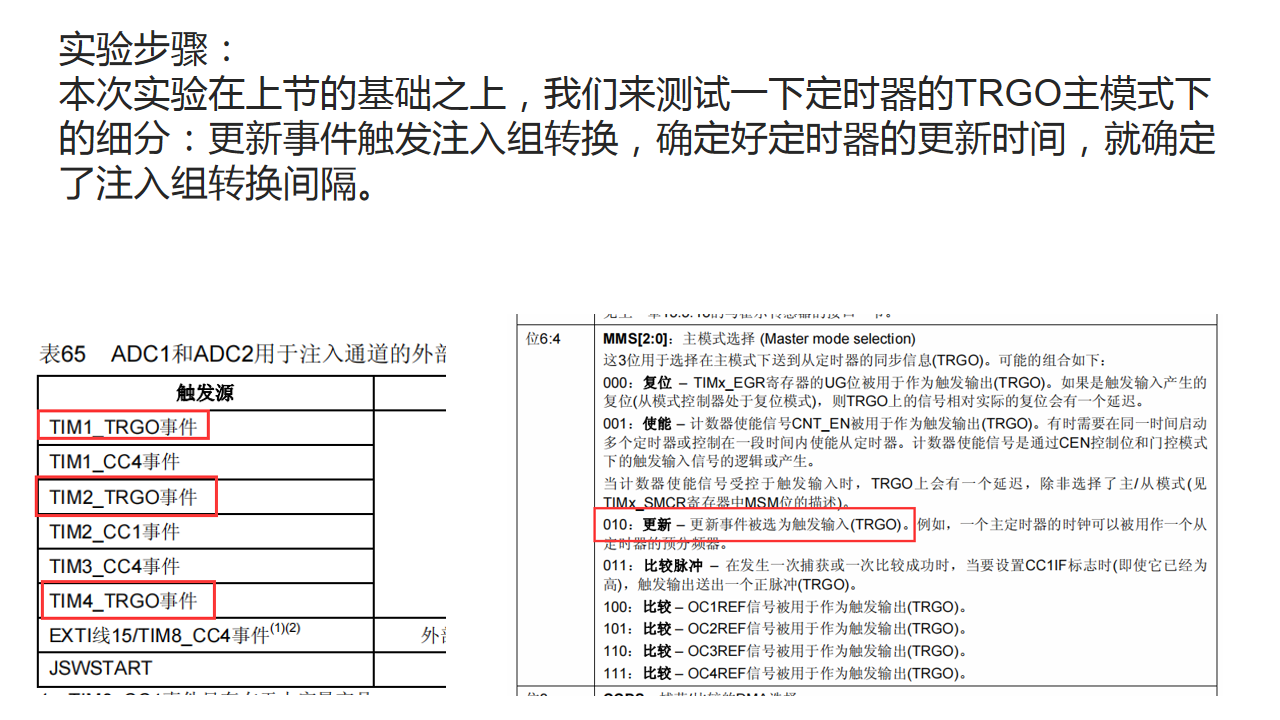 实验步骤：
本次实验在上节的基础之上，我们来测试一下定时器的TRGO主模式下
的细分：更新事件触发注入组转换，确定好定时器的更新时间，就确定
了注入组转换间隔。
表65 ADC1和ADC2用于注入通道的外部
触发源
TIM1_TRGO事件
TIM1_CC4事件
TIM2_TRGO事件
TIM2_CC1事件
TIM3_CC4事件
TIM4_TRGO事件
EXTI线15/TIM8_CC4事件(1)(2) 外部
JSWSTART
位6:4
MMS[2:0]：主模式选择 (Master mode selection)
这3位用于选择在主模式下送到从定时器的同步信息(TRGO)。可能的组合如下：
000：复位 – TIMx_EGR寄存器的UG位被用于作为触发输出(TRGO)。如果是触发输入产生的
复位(从模式控制器处于复位模式)，则TRGO上的信号相对实际的复位会有一个延迟。
001：使能 – 计数器使能信号CNT_EN被用于作为触发输出(TRGO)。有时需要在同一时间启动
多个定时器或控制在一段时间内使能从定时器。计数器使能信号是通过CEN控制位和门控模式
下的触发输入信号的逻辑或产生。
当计数器使能信号受控于触发输入时，TRGO上会有一个延迟，除非选择了主/从模式(见
TIMx_SMCR寄存器中MSM位的描述)。
010：更新 – 更新事件被选为触发输入(TRGO)。例如，一个主定时器的时钟可以被用作一个从
定时器的预分频器。
011：比较脉冲 – 在发生一次捕获或一次比较成功时，当要设置CC1IF标志时(即使它已经为
高)，触发输出送出一个正脉冲(TRGO)。
100：比较 – OC1REF信号被用于作为触发输出(TRGO)。
101：比较 – OC2REF信号被用于作为触发输出(TRGO)。
110：比较 – OC3REF信号被用于作为触发输出(TRGO)。
111：比较 – OC4REF信号被用于作为触发输出(TRGO)。